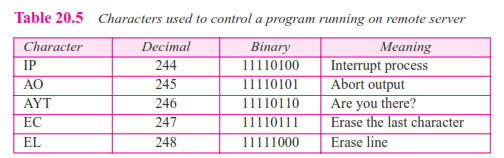 Table 20.5 Characters used to control a program running on remote server
Character Decimal Binary Meaning
IP 244 11110100 Interrupt process
AO 245 11110101 Abort output
AYT 246 11110110 Are you there?
EC 247 11110111 Erase the last character
EL 248 11111000 Erase line